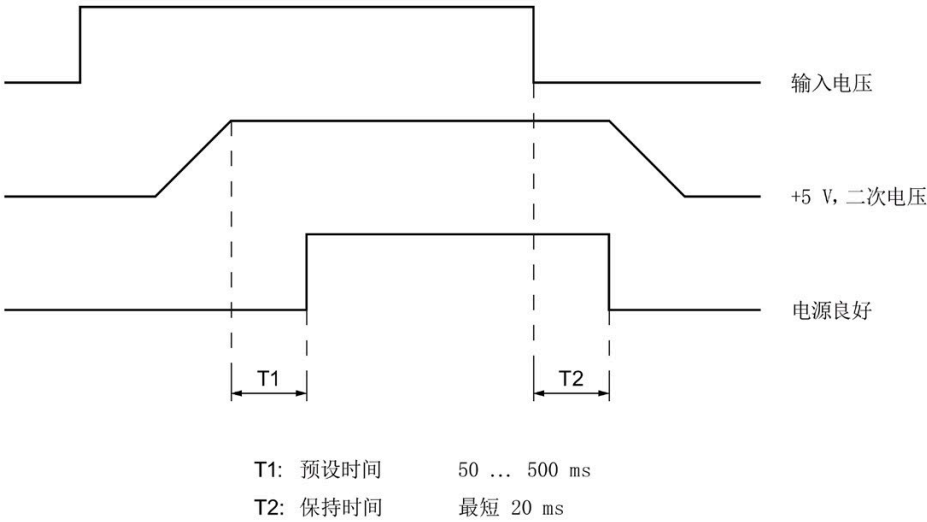 输入电压
+5 V，二次电压
电源良好
T1 T2
T1: 预设时间 50 ... 500 ms
T2: 保持时间 最短 20 ms